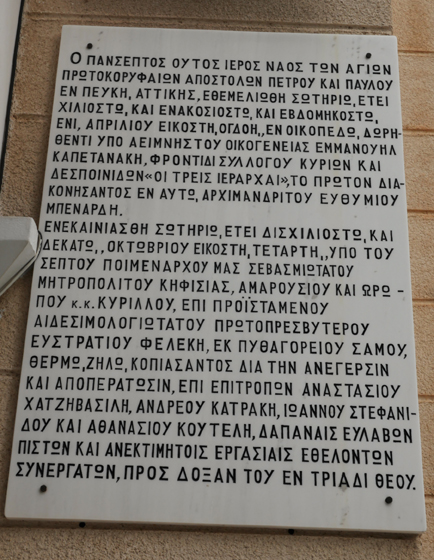 Ο ΠΑΝΣΕΠΤΟΣ ΟΥΤΟΣ ΙΕΡΟΣ ΝΑΟΣ ΤΩΝ ΑΓΙΩΝ
ΠΡΩΤΟΚΟΡΥΦΑΙΩΝ ΑΠΟΣΤΟΛΩΝ ΠΕΤΡΟΥ ΚΑΙ ΠΑΥΛΟΥ
ΕΝ ΠΕΥΚΗ, ΑΤΤΙΚΗΣ, ΕΘΕΜΕΛΙΩΘΗ ΣΩΤΗΡΙΩ, ΕΤΕΙ
ΧΙΛΙΟΣΤΩ, ΚΑΙ ΕΝΑΚΟΣΙΟΣΤΩ, ΚΑΙ ΕΒΔΟΜΗΚΟΣΤΩ,
ΕΝΙ, ΑΠΡΙΛΙΟΥ ΕΙΚΟΣΤΗ, ΟΓΔΟΗ,, ΕΝ ΟΙΚΟΠΕΔΩ, ΔΩΡΗ-
ΘΕΝΤΙ ΥΠΟ ΑΕΙΜΝΗΣΤΟΥ ΟΙΚΟΓΕΝΕΙΑΣ ΕΜΜΑΝΟΥΗΛ
ΚΑΠΕΤΑΝΑΚΗ, ΦΡΟΝΤΙΔΙ ΣΥΛΛΟΓΟΥ ΚΥΡΙΩΝ ΚΑΙ
ΔΕΣΠΟΙΝΙΔΩΝ «ΟΙ ΤΡΕΙΣ ΙΕΡΑΡΧΑΙ», ΤΟ ΠΡΩΤΟΝ ΔΙΑ-
ΚΟΝΗΣΑΝΤΟΣ ΕΝ ΑΥΤΩ, ΑΡΧΙΜΑΝΔΡΙΤΟΥ ΕΥΘΥΜΙΟΥ
ΜΠΕΝΑΡΔΗ.
ΕΝΕΚΑΙΝΙΑΣΘΗ ΣΩΤΗΡΙΩ, ΕΤΕΙ ΔΙΣΧΙΛΙΟΣΤΩ, ΚΑΙ
ΔΕΚΑΤΩ,, ΟΚΤΩΒΡΙΟΥ ΕΙΚΟΣΤΗ, ΤΕΤΑΡΤΗ,, ΥΠΟ ΤΟΥ
ΣΕΠΤΟΥ ΠΟΙΜΕΝΑΡΧΟΥ ΜΑΣ ΣΕΒΑΣΜΙΩΤΑΤΟΥ
ΜΗΤΡΟΠΟΛΙΤΟΥ ΚΗΦΙΣΙΑΣ, ΑΜΑΡΟΥΣΙΟΥ ΚΑΙ ΩΡΩ-
ΠΟΥ κ.κ. ΚΥΡΙΛΛΟΥ, ΕΠΙ ΠΡΟΪΣΤΑΜΕΝΟΥ
ΑΙΔΕΣΙΜΟΛΟΓΙΩΤΑΤΟΥ ΠΡΩΤΟΠΡΕΣΒΥΤΕΡΟΥ
ΕΥΣΤΡΑΤΙΟΥ ΦΕΛΕΚΗ, ΕΚ ΠΥΘΑΓΟΡΕΙΟΥ ΣΑΜΟΥ,
ΘΕΡΜΩ, ΖΗΛΩ, ΚΟΠΙΑΣΑΝΤΟΣ ΔΙΑ ΤΗΝ ΑΝΕΓΕΡΣΙΝ
ΚΑΙ ΑΠΟΠΕΡΑΤΩΣΙΝ, ΕΠΙ ΕΠΙΤΡΟΠΩΝ ΑΝΑΣΤΑΣΙΟΥ
ΧΑΤΖΗΒΑΣΙΛΗ, ΑΝΔΡΕΟΥ ΚΑΤΡΑΚΗ, ΙΩΑΝΝΟΥ ΣΤΕΦΑΝΙ-
ΔΟΥ ΚΑΙ ΑΘΑΝΑΣΙΟΥ ΚΟΥΤΕΛΗ, ΔΑΠΑΝΑΙΣ ΕΥΛΑΒΩΝ
ΠΙΣΤΩΝ ΚΑΙ ΑΝΕΚΤΙΜΗΤΟΙΣ ΕΡΓΑΣΙΑΙΣ ΕΘΕΛΟΝΤΩΝ
ΣΥΝΕΡΓΑΤΩΝ, ΠΡΟΣ ΔΟΞΑΝ ΤΟΥ ΕΝ ΤΡΙΑΔΙ ΘΕΟΥ.